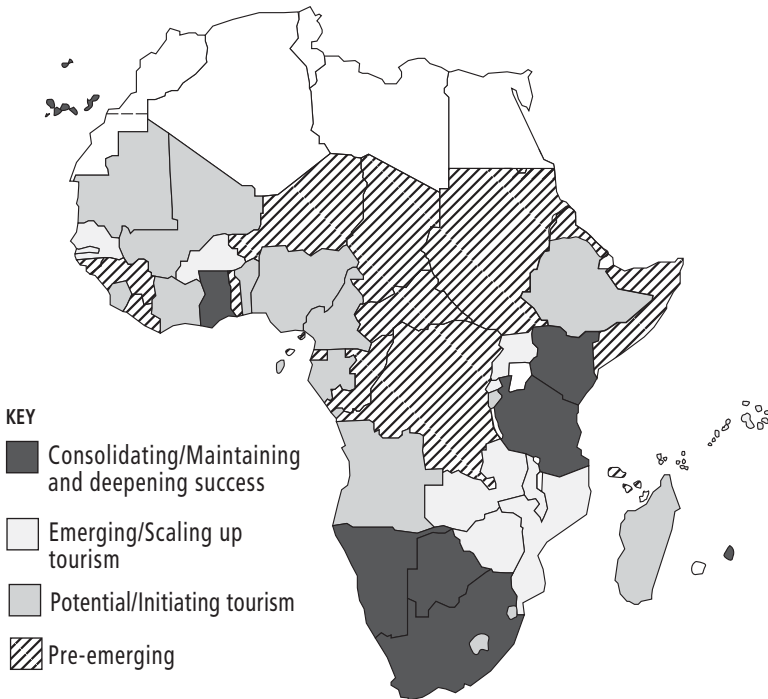 KEY
Consolidating/Maintaining
and deepening success
Emerging/Scaling up
tourism
Potential/Initiating tourism
Pre-emerging